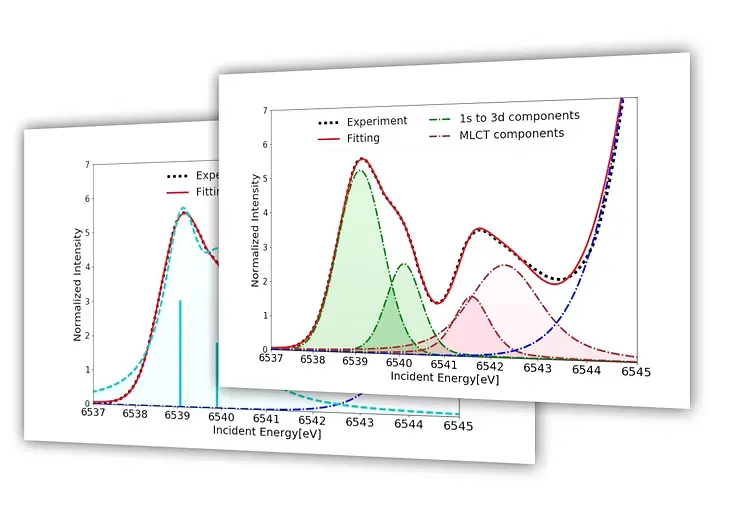 7
6
5
4
3
2
1
0
Normalized Intensity
Experiment
Fitting
1s to 3d components
MLCT components
6537 6538 6539 6540 6541 6542 6543 6544 6545
Incident Energy[eV]
7
6
5
4
3
2
1
0
Normalized Intensity
Expe
Fittin
6537 6538 6539 6540 6541 6542 6543 6544 6545
Incident Energy[eV]